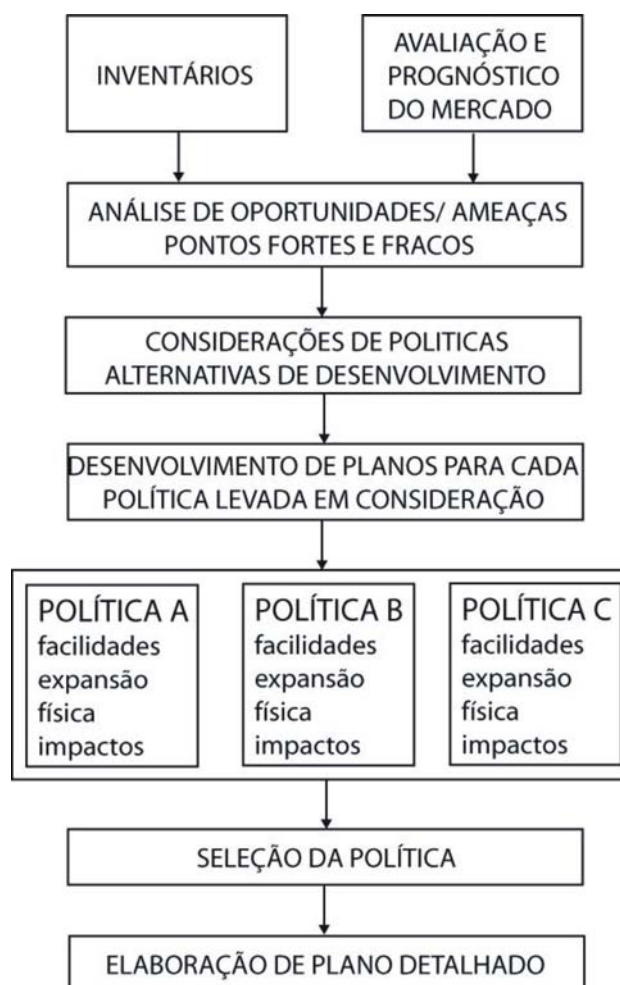 INVENTÁRIOS
AVALIAÇÃO E
PROGNÓSTICO
DO MERCADO
ANÁLISE DE OPORTUNIDADES/ AMEAÇAS
PONTOS FORTES E FRACOS
CONSIDERAÇÕES DE POLITICAS
ALTERNATIVAS DE DESENVOLVIMENTO
DESENVOLVIMENTO DE PLANOS PARA CADA
POLÍTICA LEVADA EM CONSIDERAÇÃO
POLÍTICA A
facilidades
expansão
física
impactos
POLÍTICA B
facilidades
expansão
física
impactos
POLÍTICA C
facilidades
expansão
física
impactos
SELEÇÃO DA POLÍTICA
ELABORAÇÃO DE PLANO DETALHADO